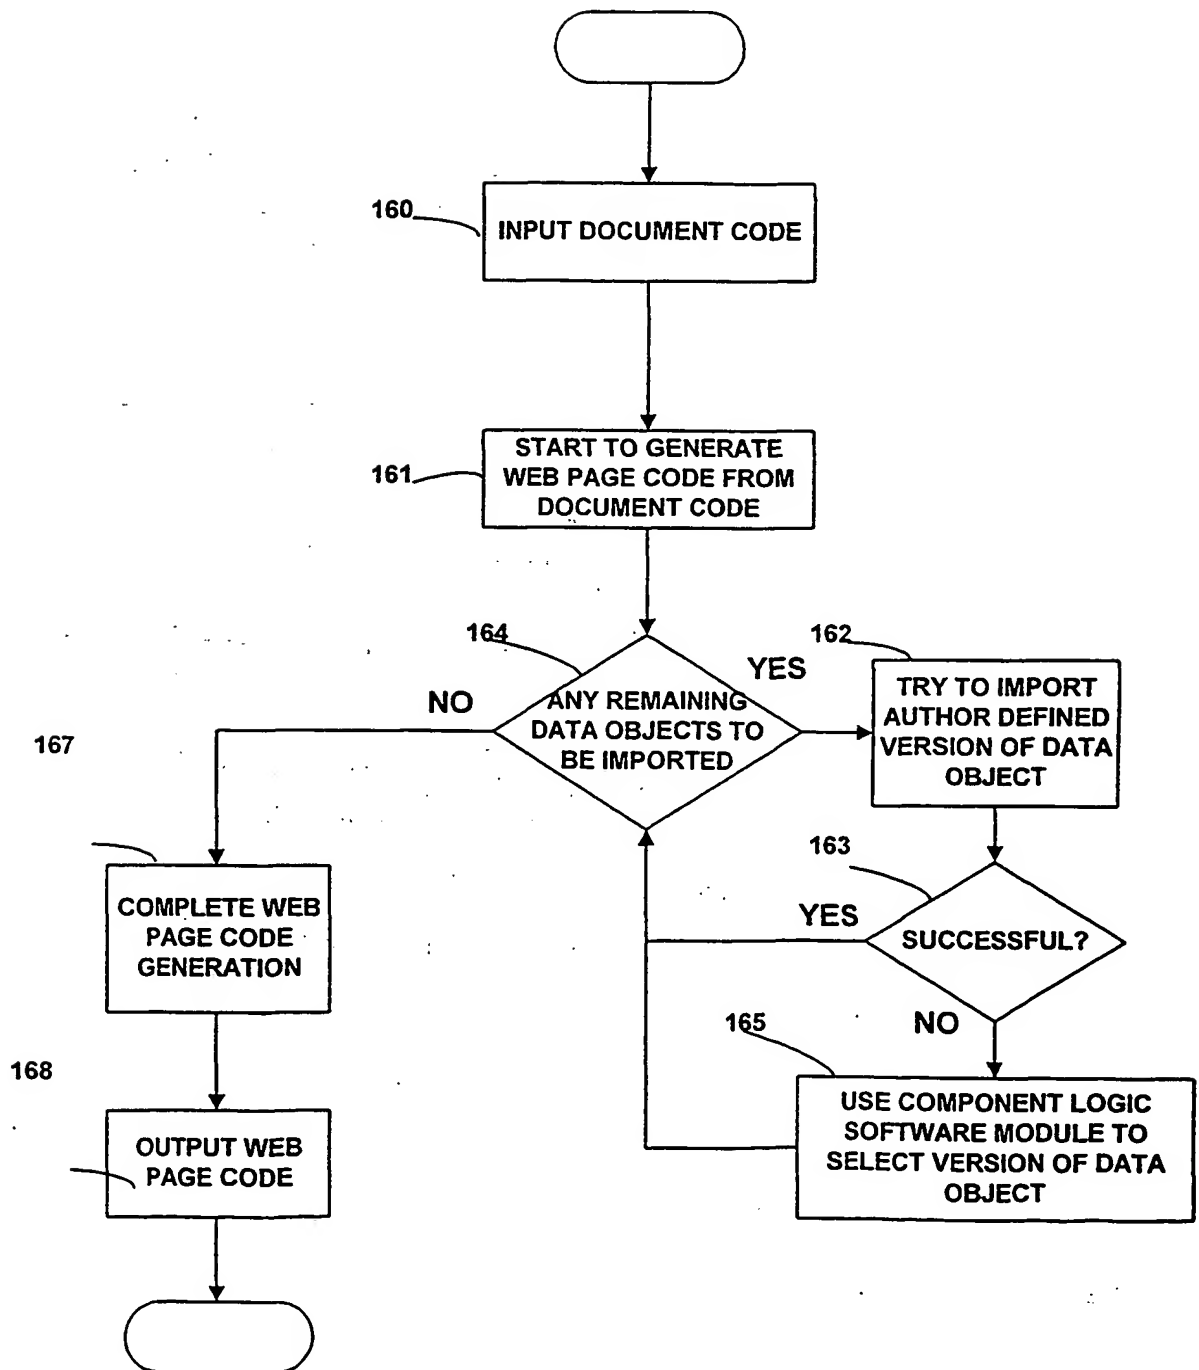 160
INPUT DOCUMENT CODE
161
START TO GENERATE
WEB PAGE CODE FROM
DOCUMENT CODE
164
ANY REMAINING
DATA OBJECTS TO
BE IMPORTED
NO
YES
162
TRY TO IMPORT
AUTHOR DEFINED
VERSION OF DATA
OBJECT
163
SUCCESSFUL?
YES
NO
165
USE COMPONENT LOGIC
SOFTWARE MODULE TO
SELECT VERSION OF DATA
OBJECT
167
COMPLETE WEB
PAGE CODE
GENERATION
168
OUTPUT WEB
PAGE CODE